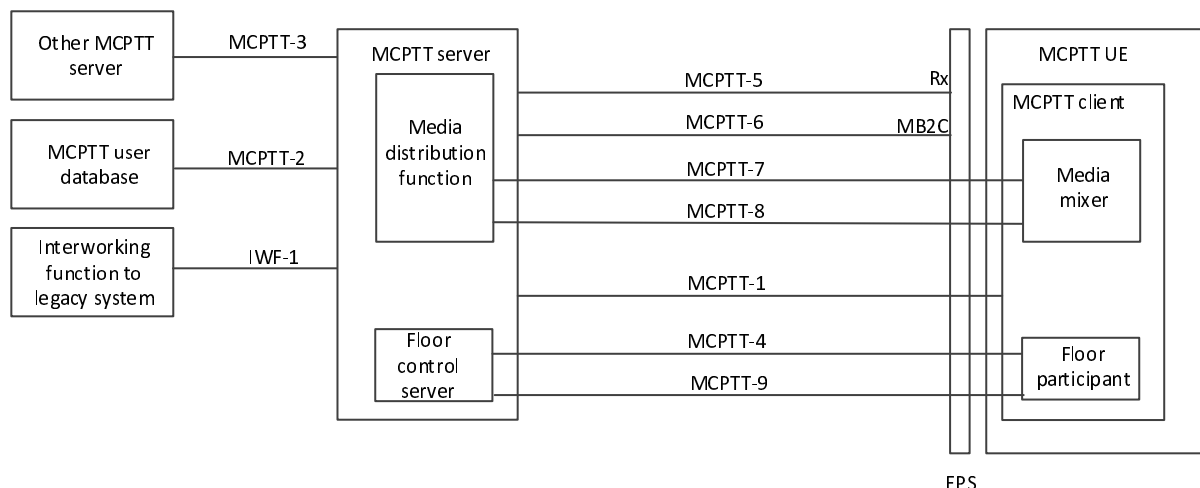 Other MCPTT
server
MCPTT-3
MCPTT user
database
MCPTT-2
Interworking
function to
legacy system
IWF-1
MCPTT server
Media
distribution
function
Floor
control
server
MCPTT-5
Rx
MCPTT-6
MB2C
MCPTT-7
MCPTT-8
MCPTT-1
MCPTT-4
MCPTT-9
EPS
MCPTT UE
MCPTT client
Media
mixer
Floor
participant